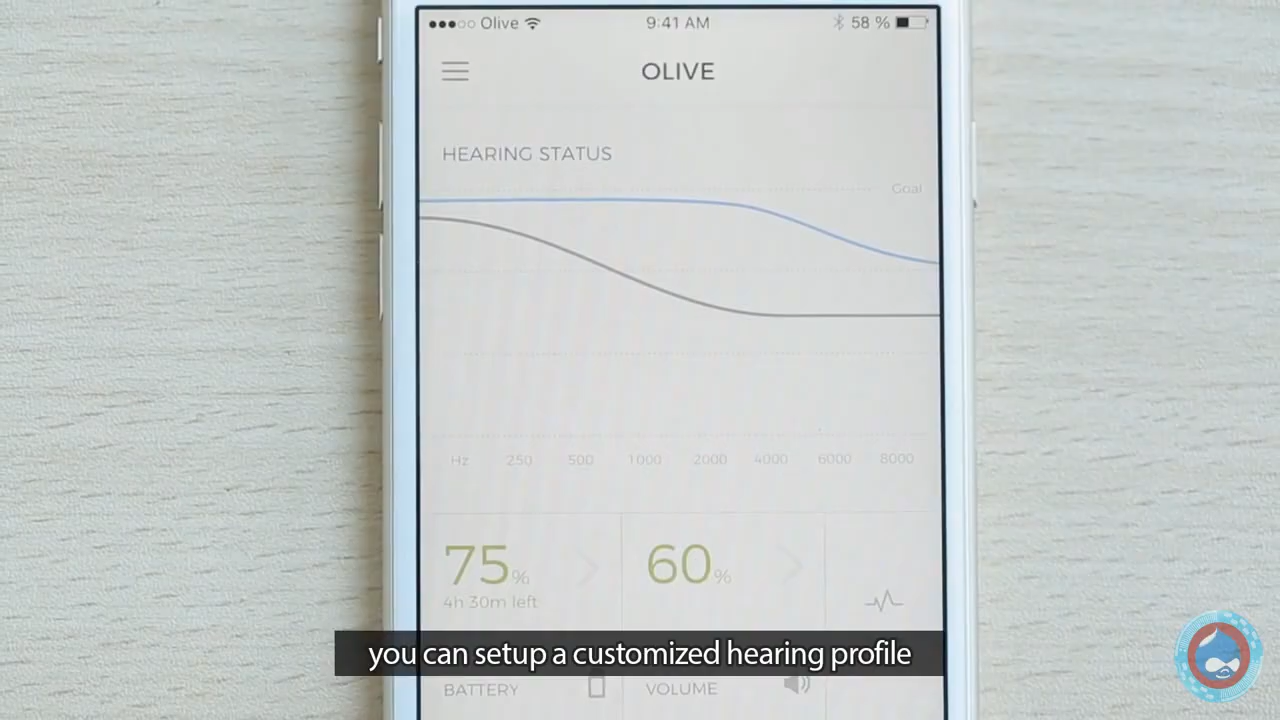 Olive 9:41 AM 58 %
OLIVE
HEARING STATUS
Goal
Hz 250 500 1000 2000 4000 6000 8000
75% 60%
4h 30m left
you can setup a customized hearing profile
BATTERY VOLUME